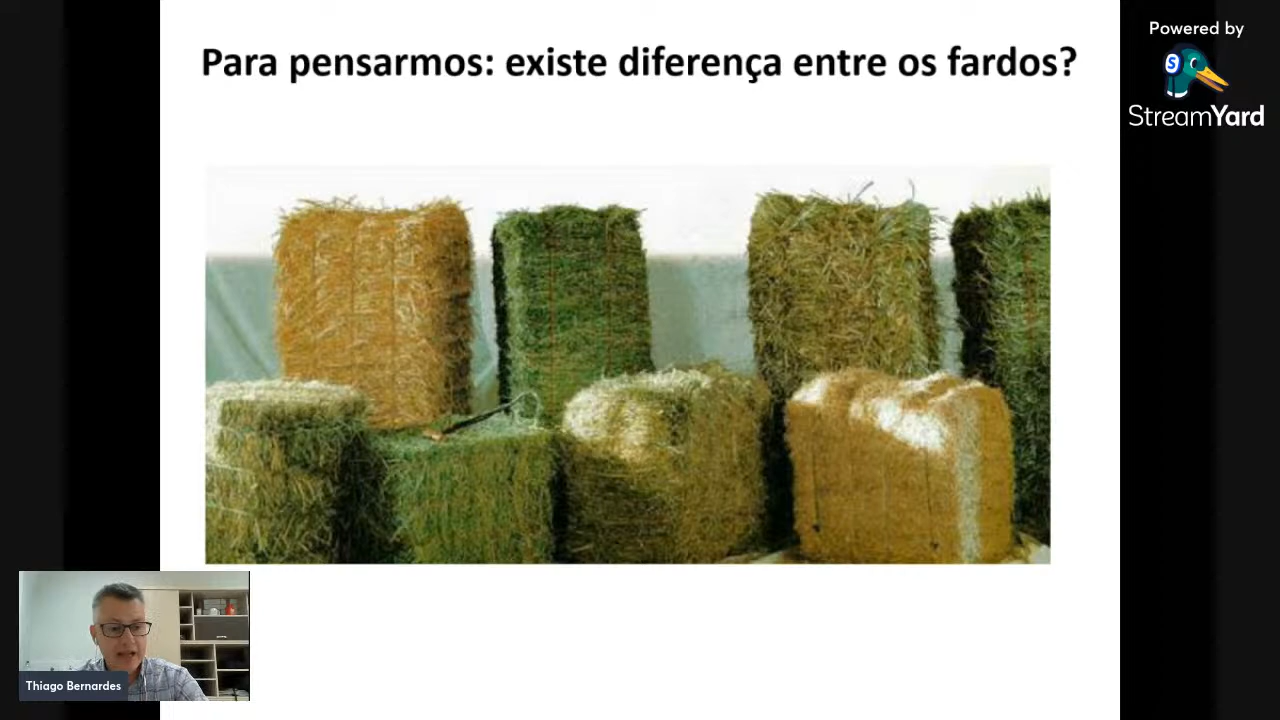 Para pensarmos: existe diferença entre os fardos?
Powered by
S
StreamYard
Thiago Bernardes